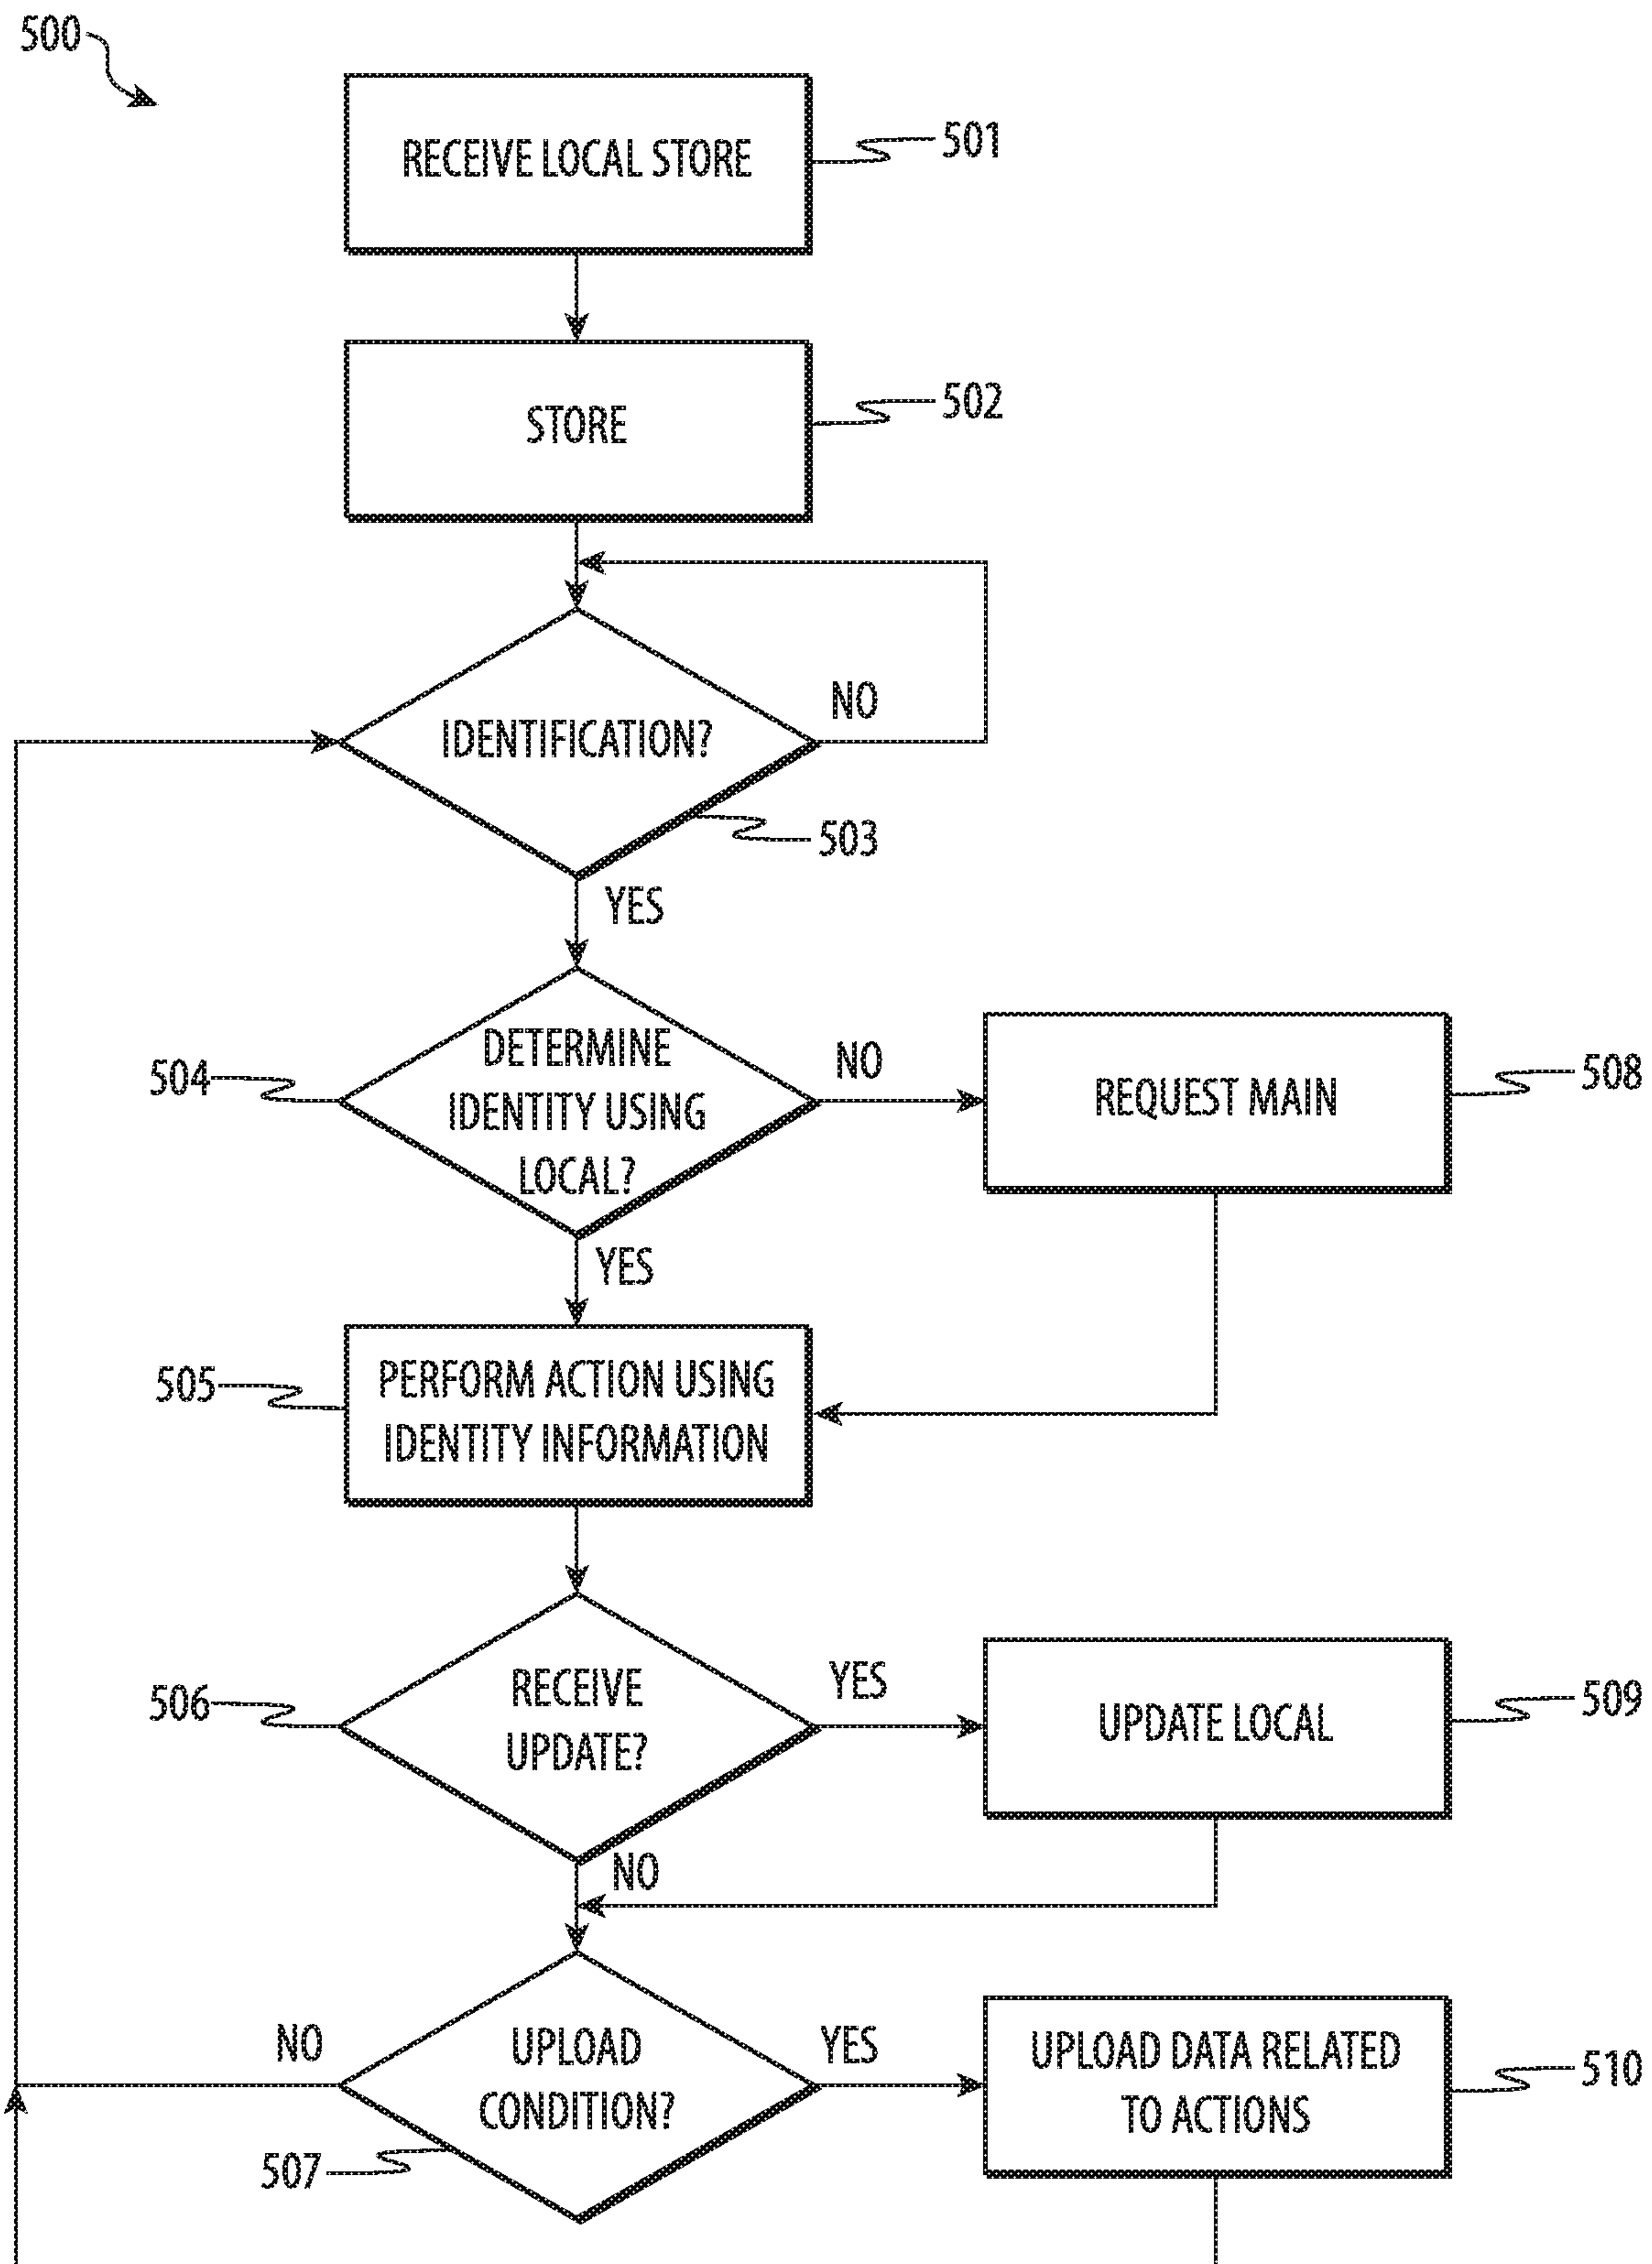 500
RECEIVE LOCAL STORE
501
STORE
502
NO
IDENTIFICATION?
503
YES
DETERMINE
IDENTITY USING
LOCAL?
504
NO
REQUEST MAIN
508
YES
PERFORM ACTION USING
IDENTITY INFORMATION
505
RECEIVE
UPDATE?
506
YES
UPDATE LOCAL
509
NO
NO
UPLOAD
CONDITION?
507
YES
UPLOAD DATA RELATED
TO ACTIONS
510